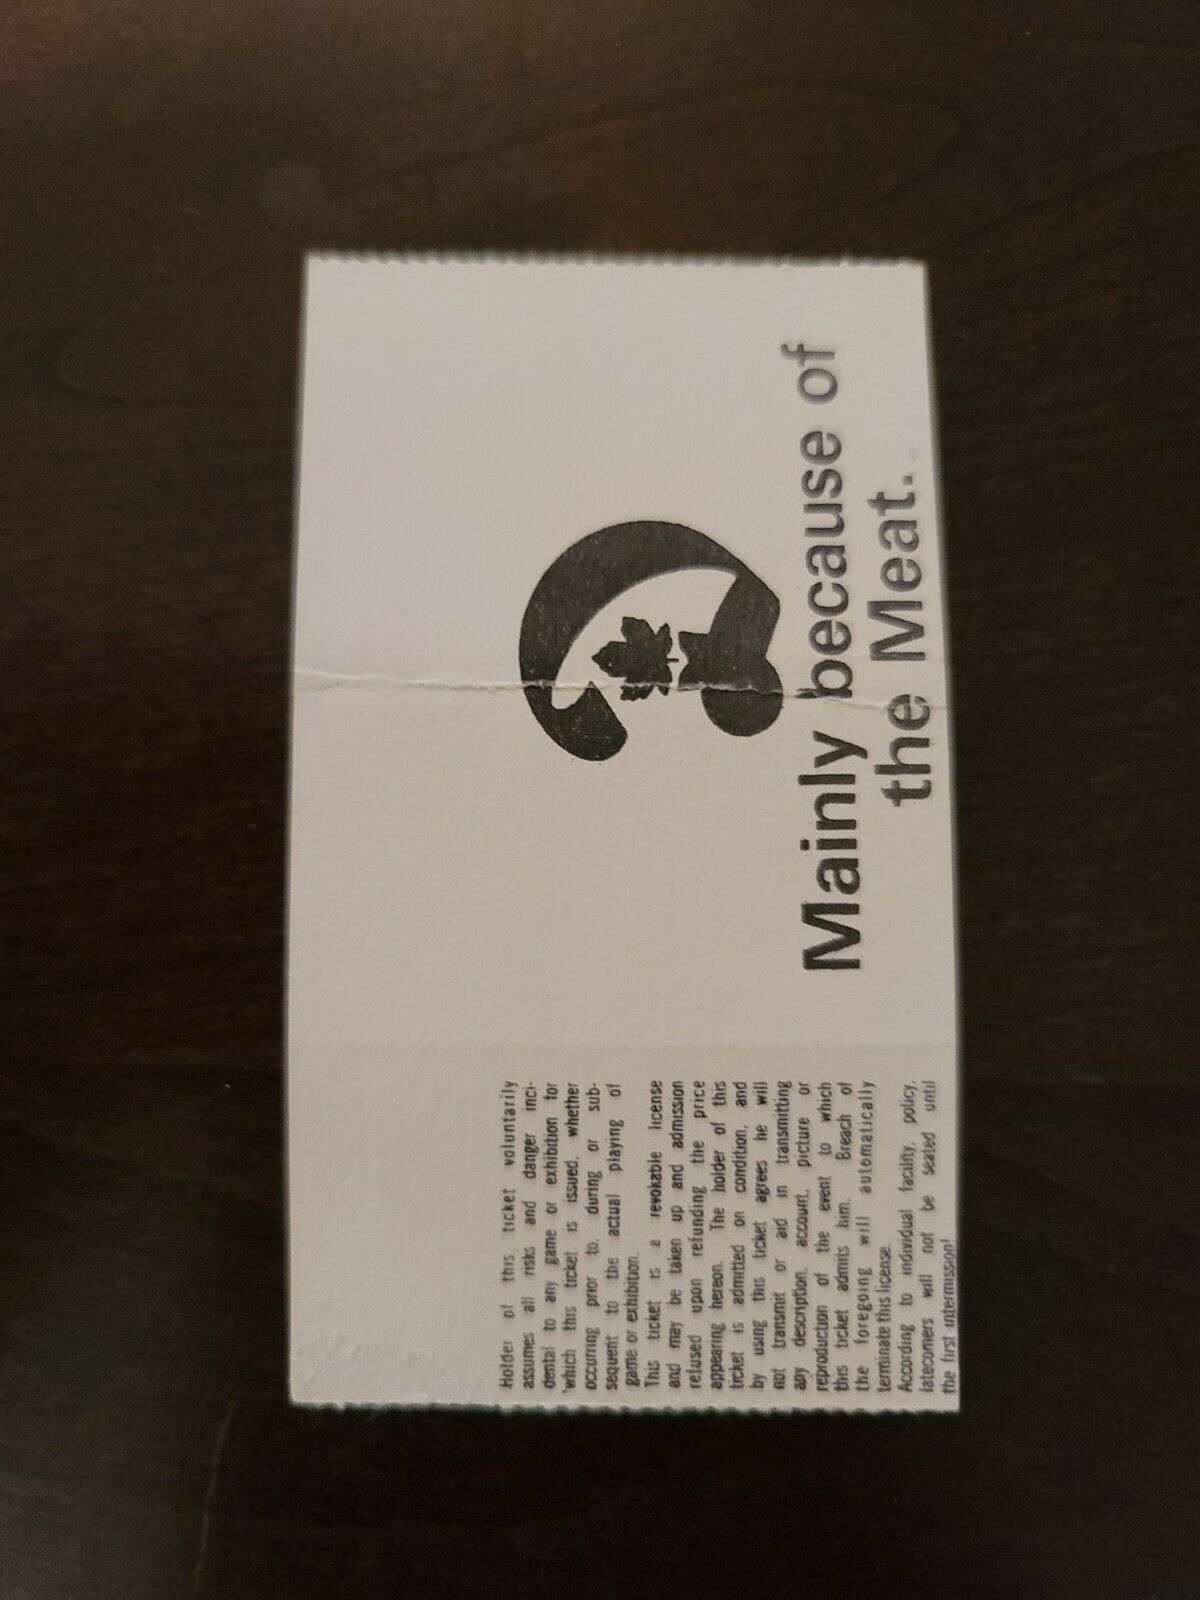 Holder of this ticket voluntarily
assumes all risks and danger inci-
dental to any game or exhibition for
which this ticket is issued, whether
occurring prior to, during or sub-
sequent to the actual playing of
game or exhibition.
This ticket is a revokable license
and may be taken up and admission
refused upon refunding the price
appearing hereon. The holder of this
ticket is admitted on condition, and
by using this ticket agrees he will
not transmit or aid in transmitting
any description, account, picture or
reproduction of the event to which
this ticket admits him. Breach of
the foregoing will automatically
terminate this license.
According to individual facility, policy,
latecomers will not be seated until
the first intermission!
Mainly because of
the Meat.